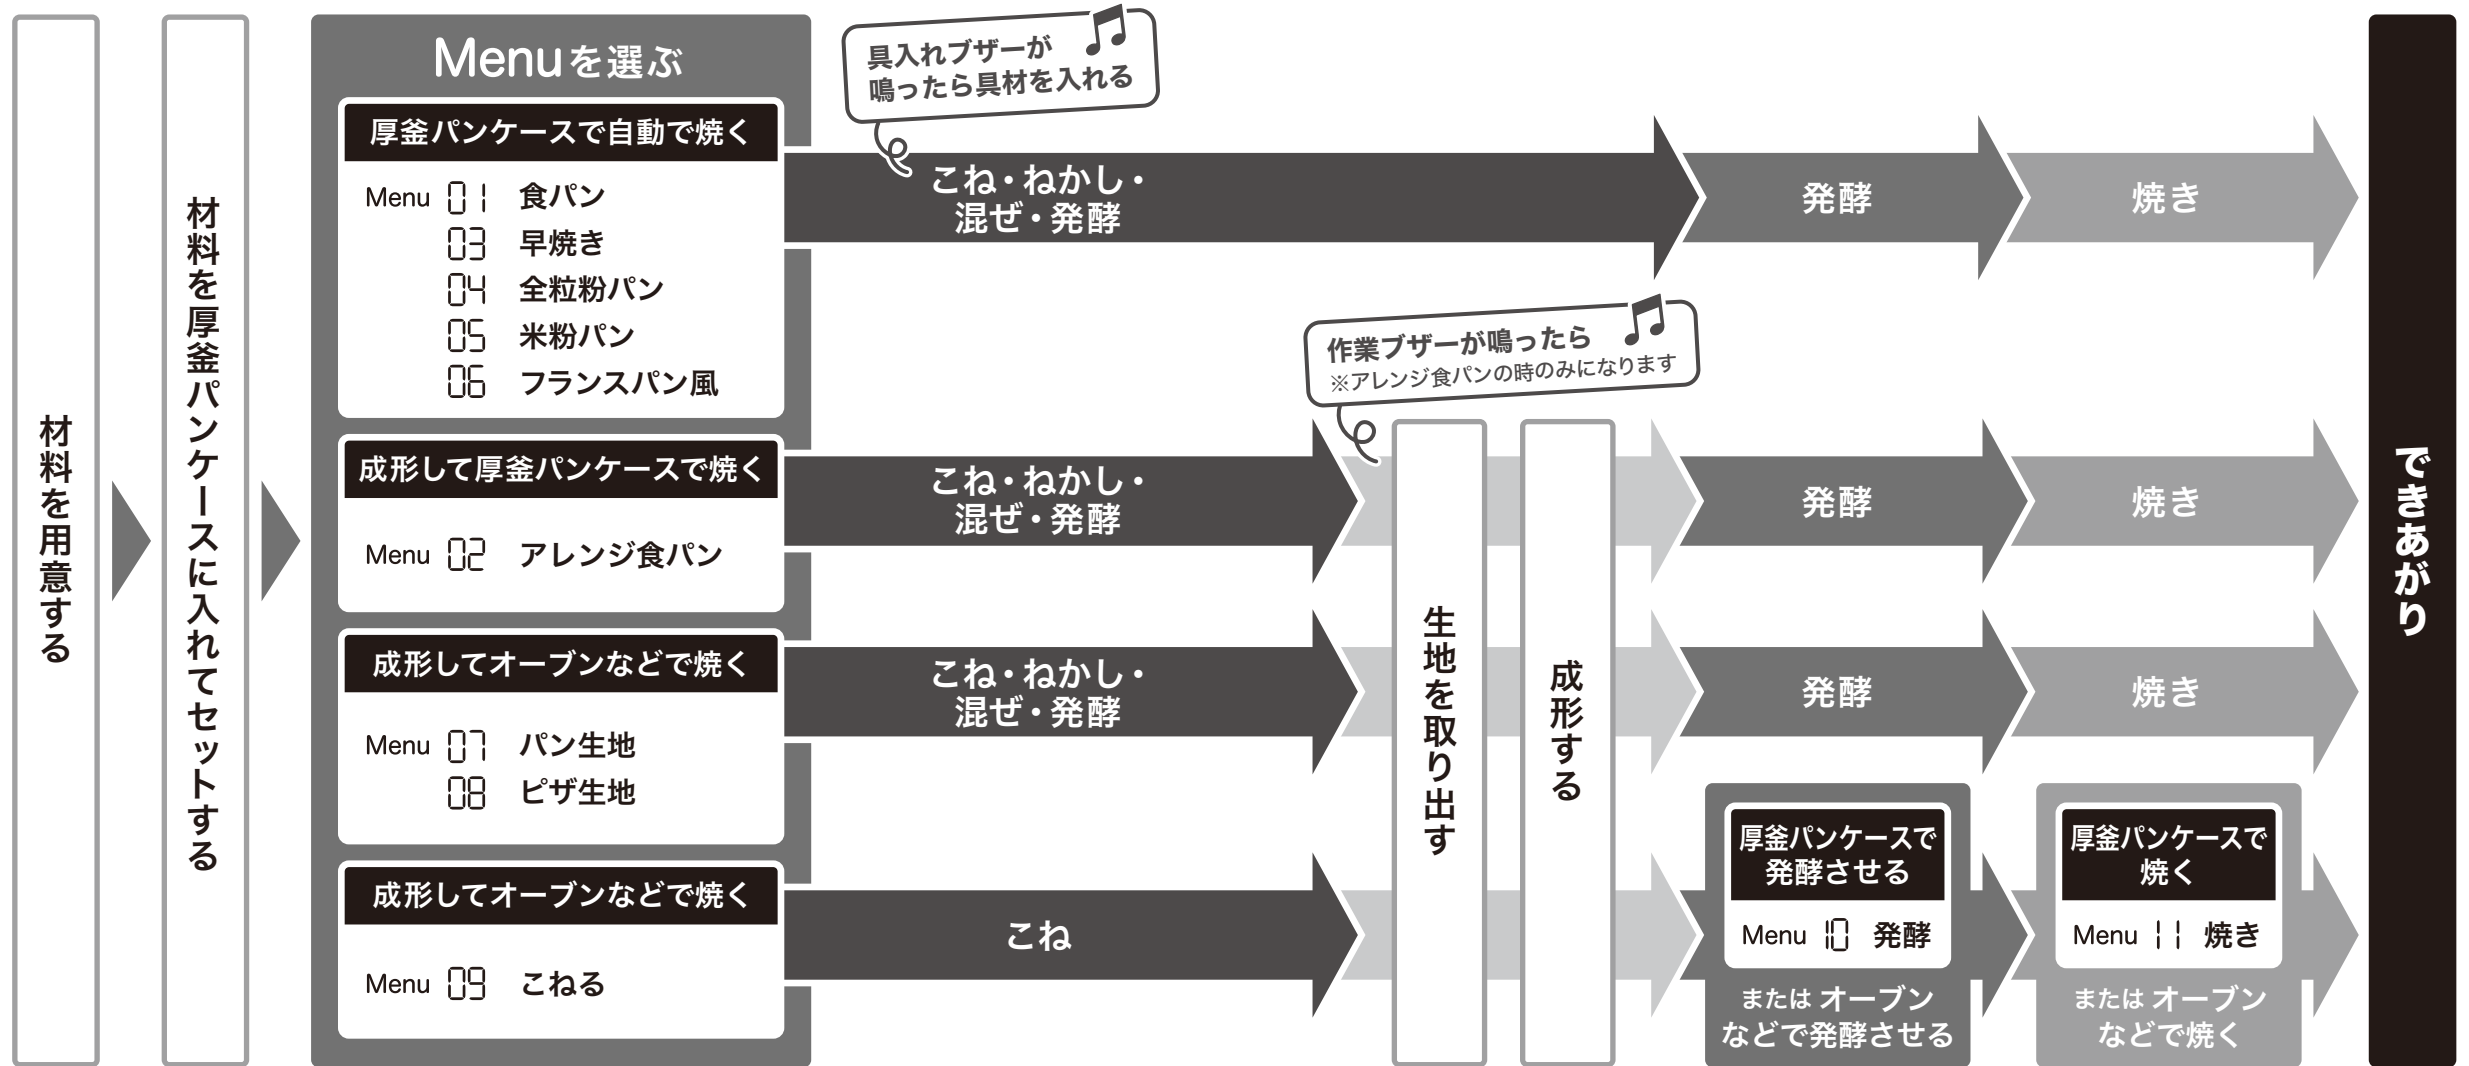 材料を用意する
材料を厚釜パンケースに入れてセットする
Menuを選ぶ
厚釜パンケースで自動で焼く
Menu 01 食パン
03 早焼き
04 全粒粉パン
05 米粉パン
06 フランスパン風
具入れブザーが
鳴ったら具材を入れる
こね・ねかし・
混ぜ・発酵
発酵
焼き
成形して厚釜パンケースで焼く
Menu 02 アレンジ食パン
こね・ねかし・
混ぜ・発酵
作業ブザーが鳴ったら
※アレンジ食パンの時のみになります
生地を取り出す
成形する
発酵
焼き
成形してオーブンなどで焼く
Menu 07 パン生地
08 ピザ生地
こね・ねかし・
混ぜ・発酵
発酵
焼き
成形してオーブンなどで焼く
Menu 09 こねる
こね
厚釜パンケースで
発酵させる
Menu 10 発酵
または オーブン
などで発酵させる
厚釜パンケースで
焼く
Menu 11 焼き
または オーブン
などで焼く
できあがり